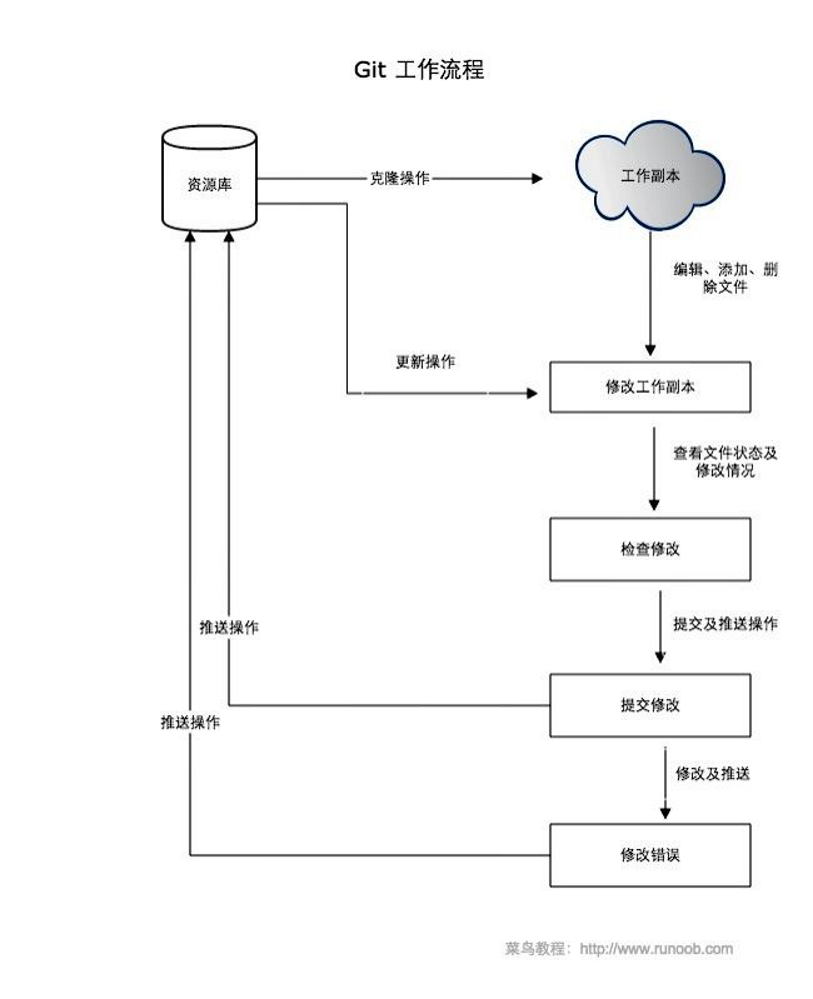 Git 工作流程
资源库
克隆操作
工作副本
编辑、添加、删
除文件
更新操作
修改工作副本
查看文件状态及
修改情况
检查修改
推送操作
提交及推送操作
提交修改
推送操作
修改及推送
修改错误
菜鸟教程：http://www.runoob.com